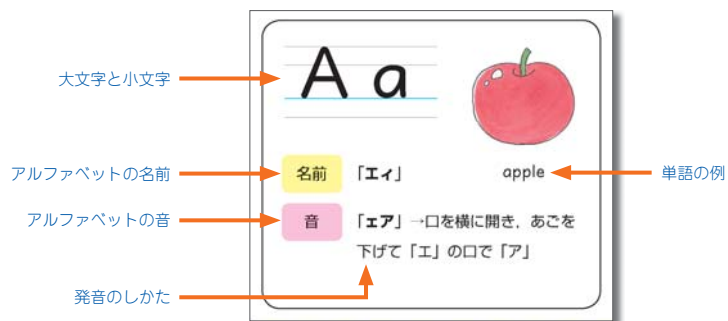 大文字と小文字
A a
アルファベットの名前
名前 「エィ」
apple
単語の例
アルファベットの音
音 「ェア」→口を横に開き,あごを
下げて「エ」の口で「ア」
発音のしかた